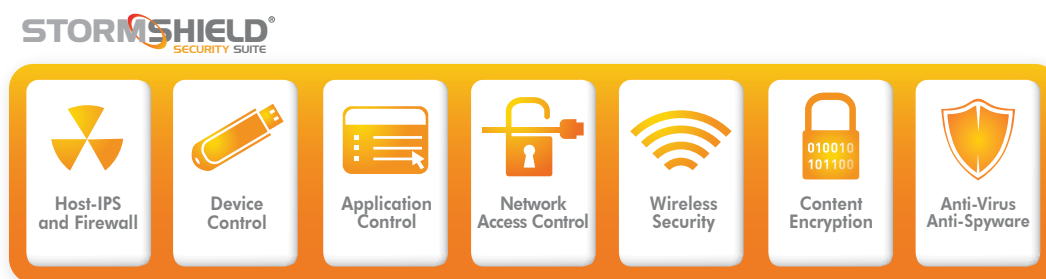 STORMSHIELD®
SECURITY SUITE
Host-IPS
and Firewall
Device
Control
Application
Control
Network
Access Control
Wireless
Security
010010
101100
Content
Encryption
Anti-Virus
Anti-Spyware